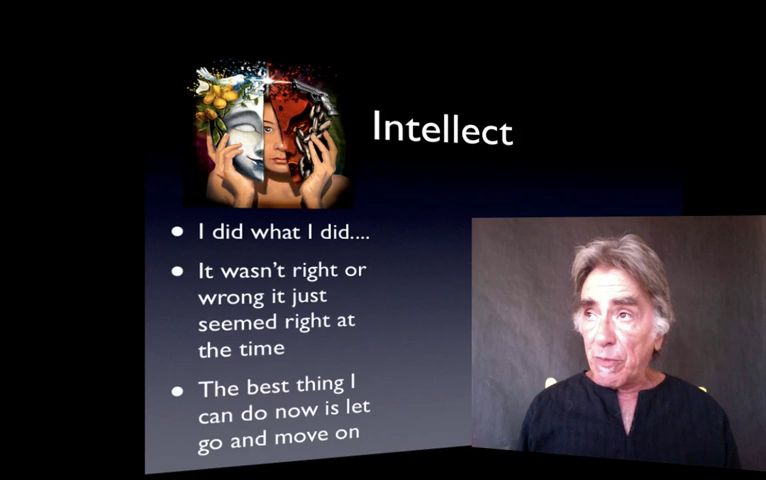 Intellect
I did what I did....
It wasn't right or
wrong it just
seemed right at
the time
The best thing I
can do now is let
go and move on